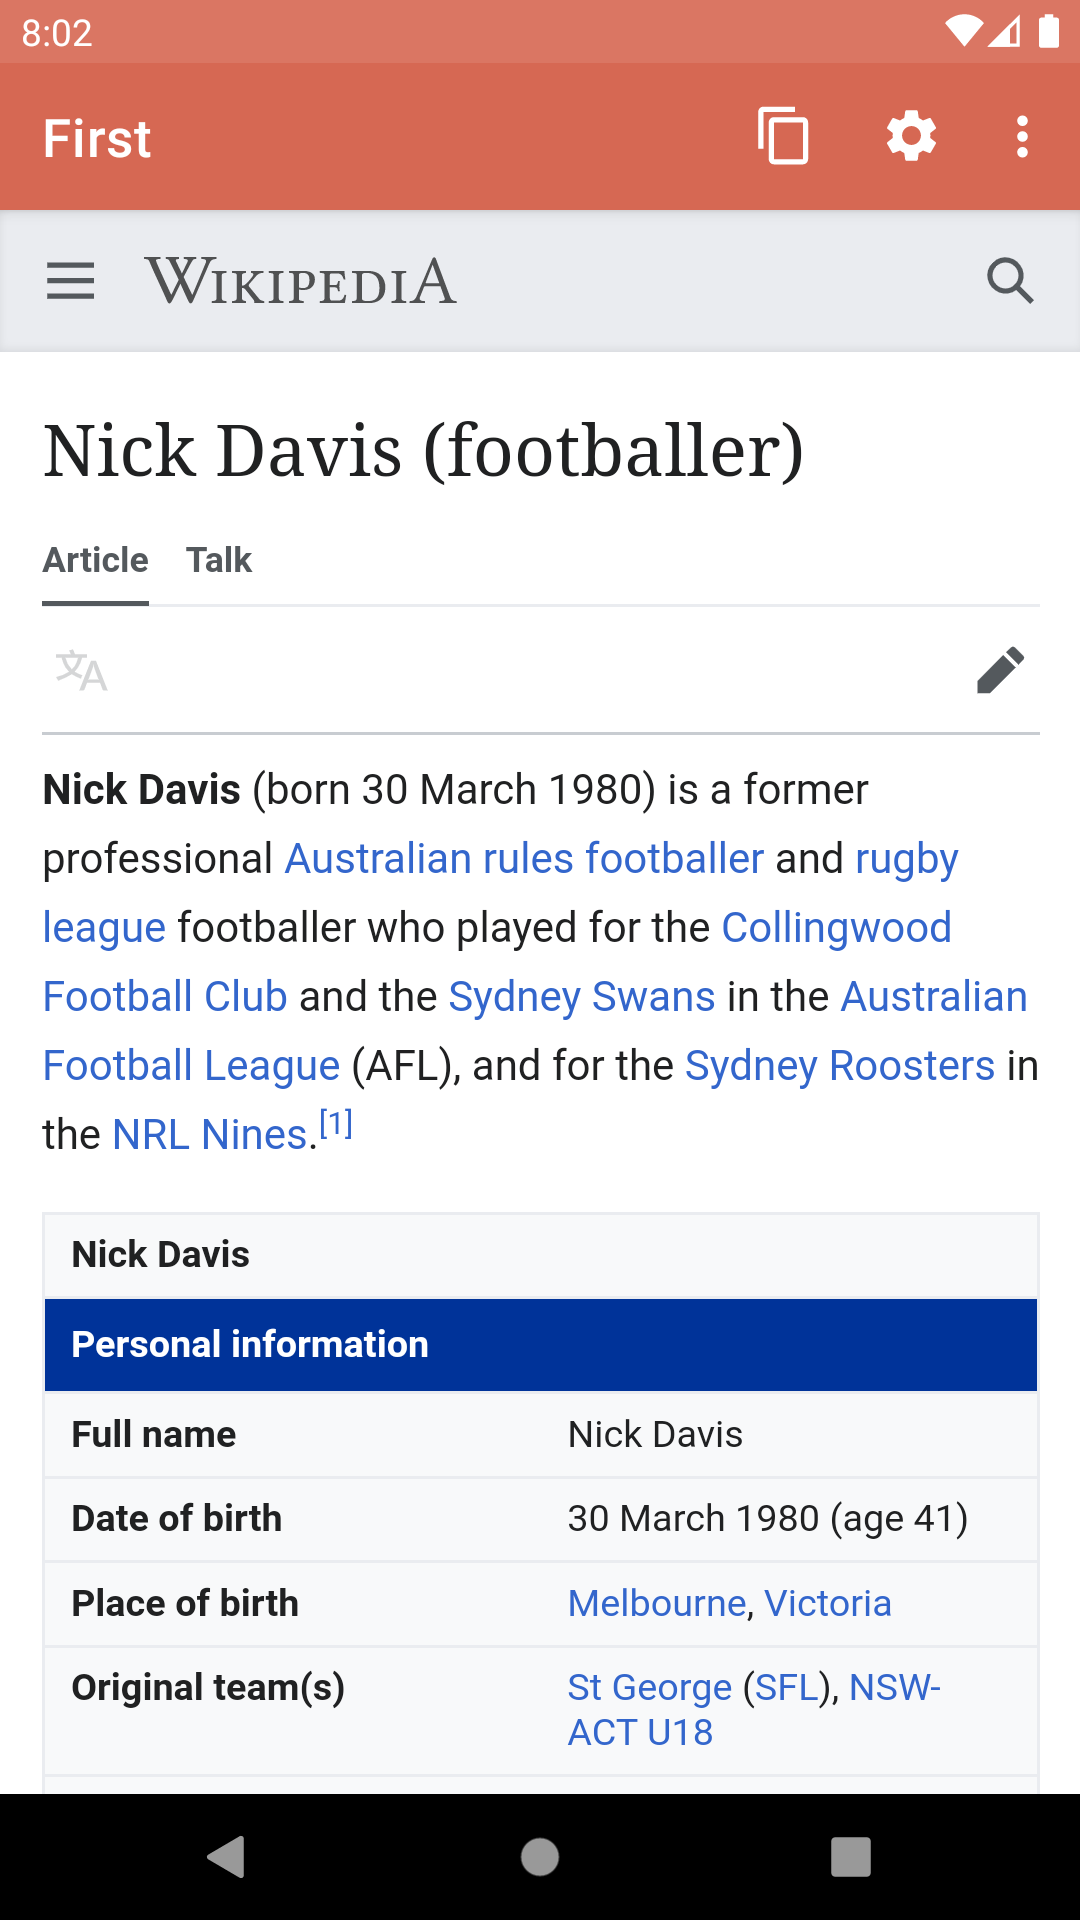 8:02
First
WIKIPEDIA
Nick Davis (footballer)
Article Talk
文A
Nick Davis (born 30 March 1980) is a former
professional Australian rules footballer and rugby
league footballer who played for the Collingwood
Football Club and the Sydney Swans in the Australian
Football League (AFL), and for the Sydney Roosters in
the NRL Nines.[1]
Nick Davis
Personal information
Full name Nick Davis
Date of birth 30 March 1980 (age 41)
Place of birth Melbourne, Victoria
Original team(s) St George (SFL), NSW-
ACT U18